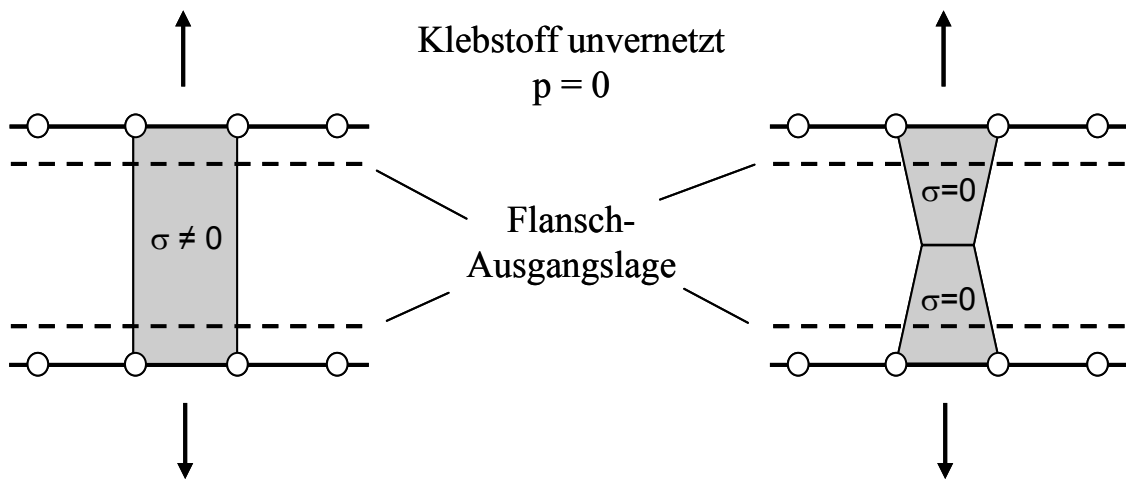 Klebstoff unvernetzt
p = 0
σ ≠ 0
Flansch-
Ausgangslage
σ=0
σ=0